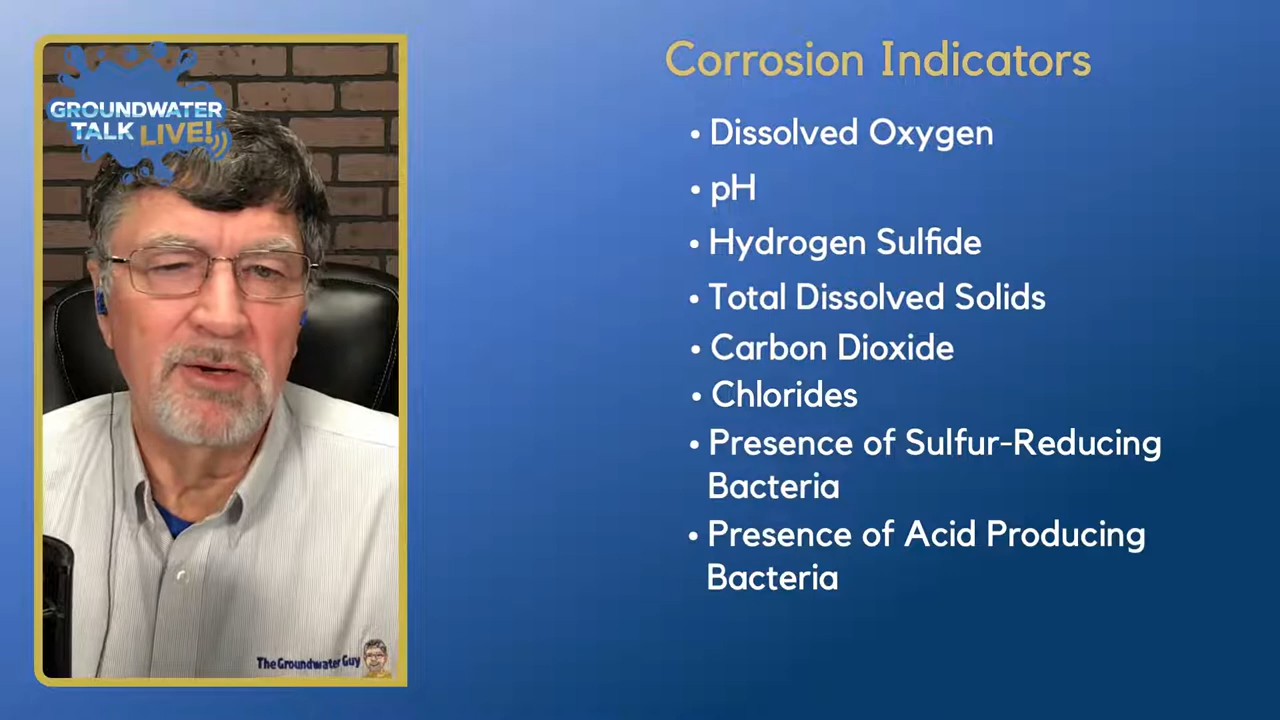 GROUNDWATER
TALK LIVE!
The Groundwater Guy
Corrosion Indicators
• Dissolved Oxygen
• pH
• Hydrogen Sulfide
• Total Dissolved Solids
• Carbon Dioxide
• Chlorides
• Presence of Sulfur-Reducing
Bacteria
• Presence of Acid Producing
Bacteria